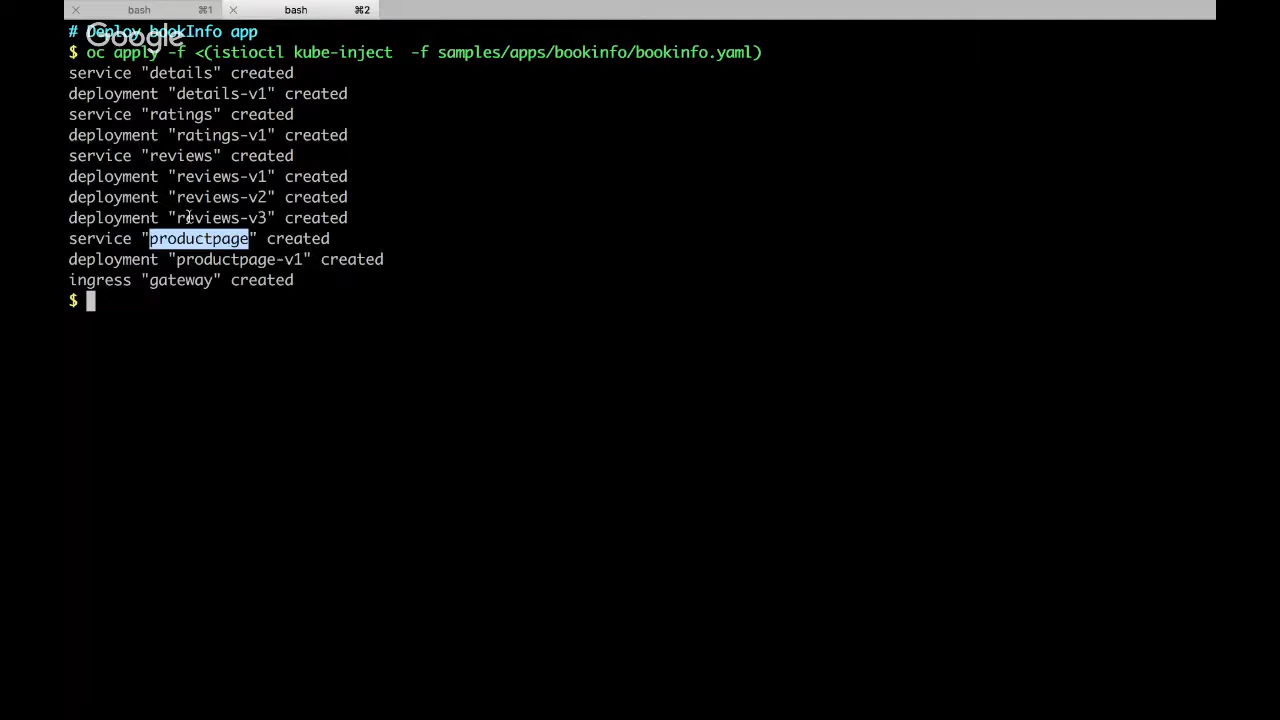 bash ⌘1 bash ⌘2
Google
# Deploy bookInfo app
$ oc apply -f <(istioctl kube-inject  -f samples/apps/bookinfo/bookinfo.yaml)
service "details" created
deployment "details-v1" created
service "ratings" created
deployment "ratings-v1" created
service "reviews" created
deployment "reviews-v1" created
deployment "reviews-v2" created
deployment "reviews-v3" created
service "productpage" created
deployment "productpage-v1" created
ingress "gateway" created
$